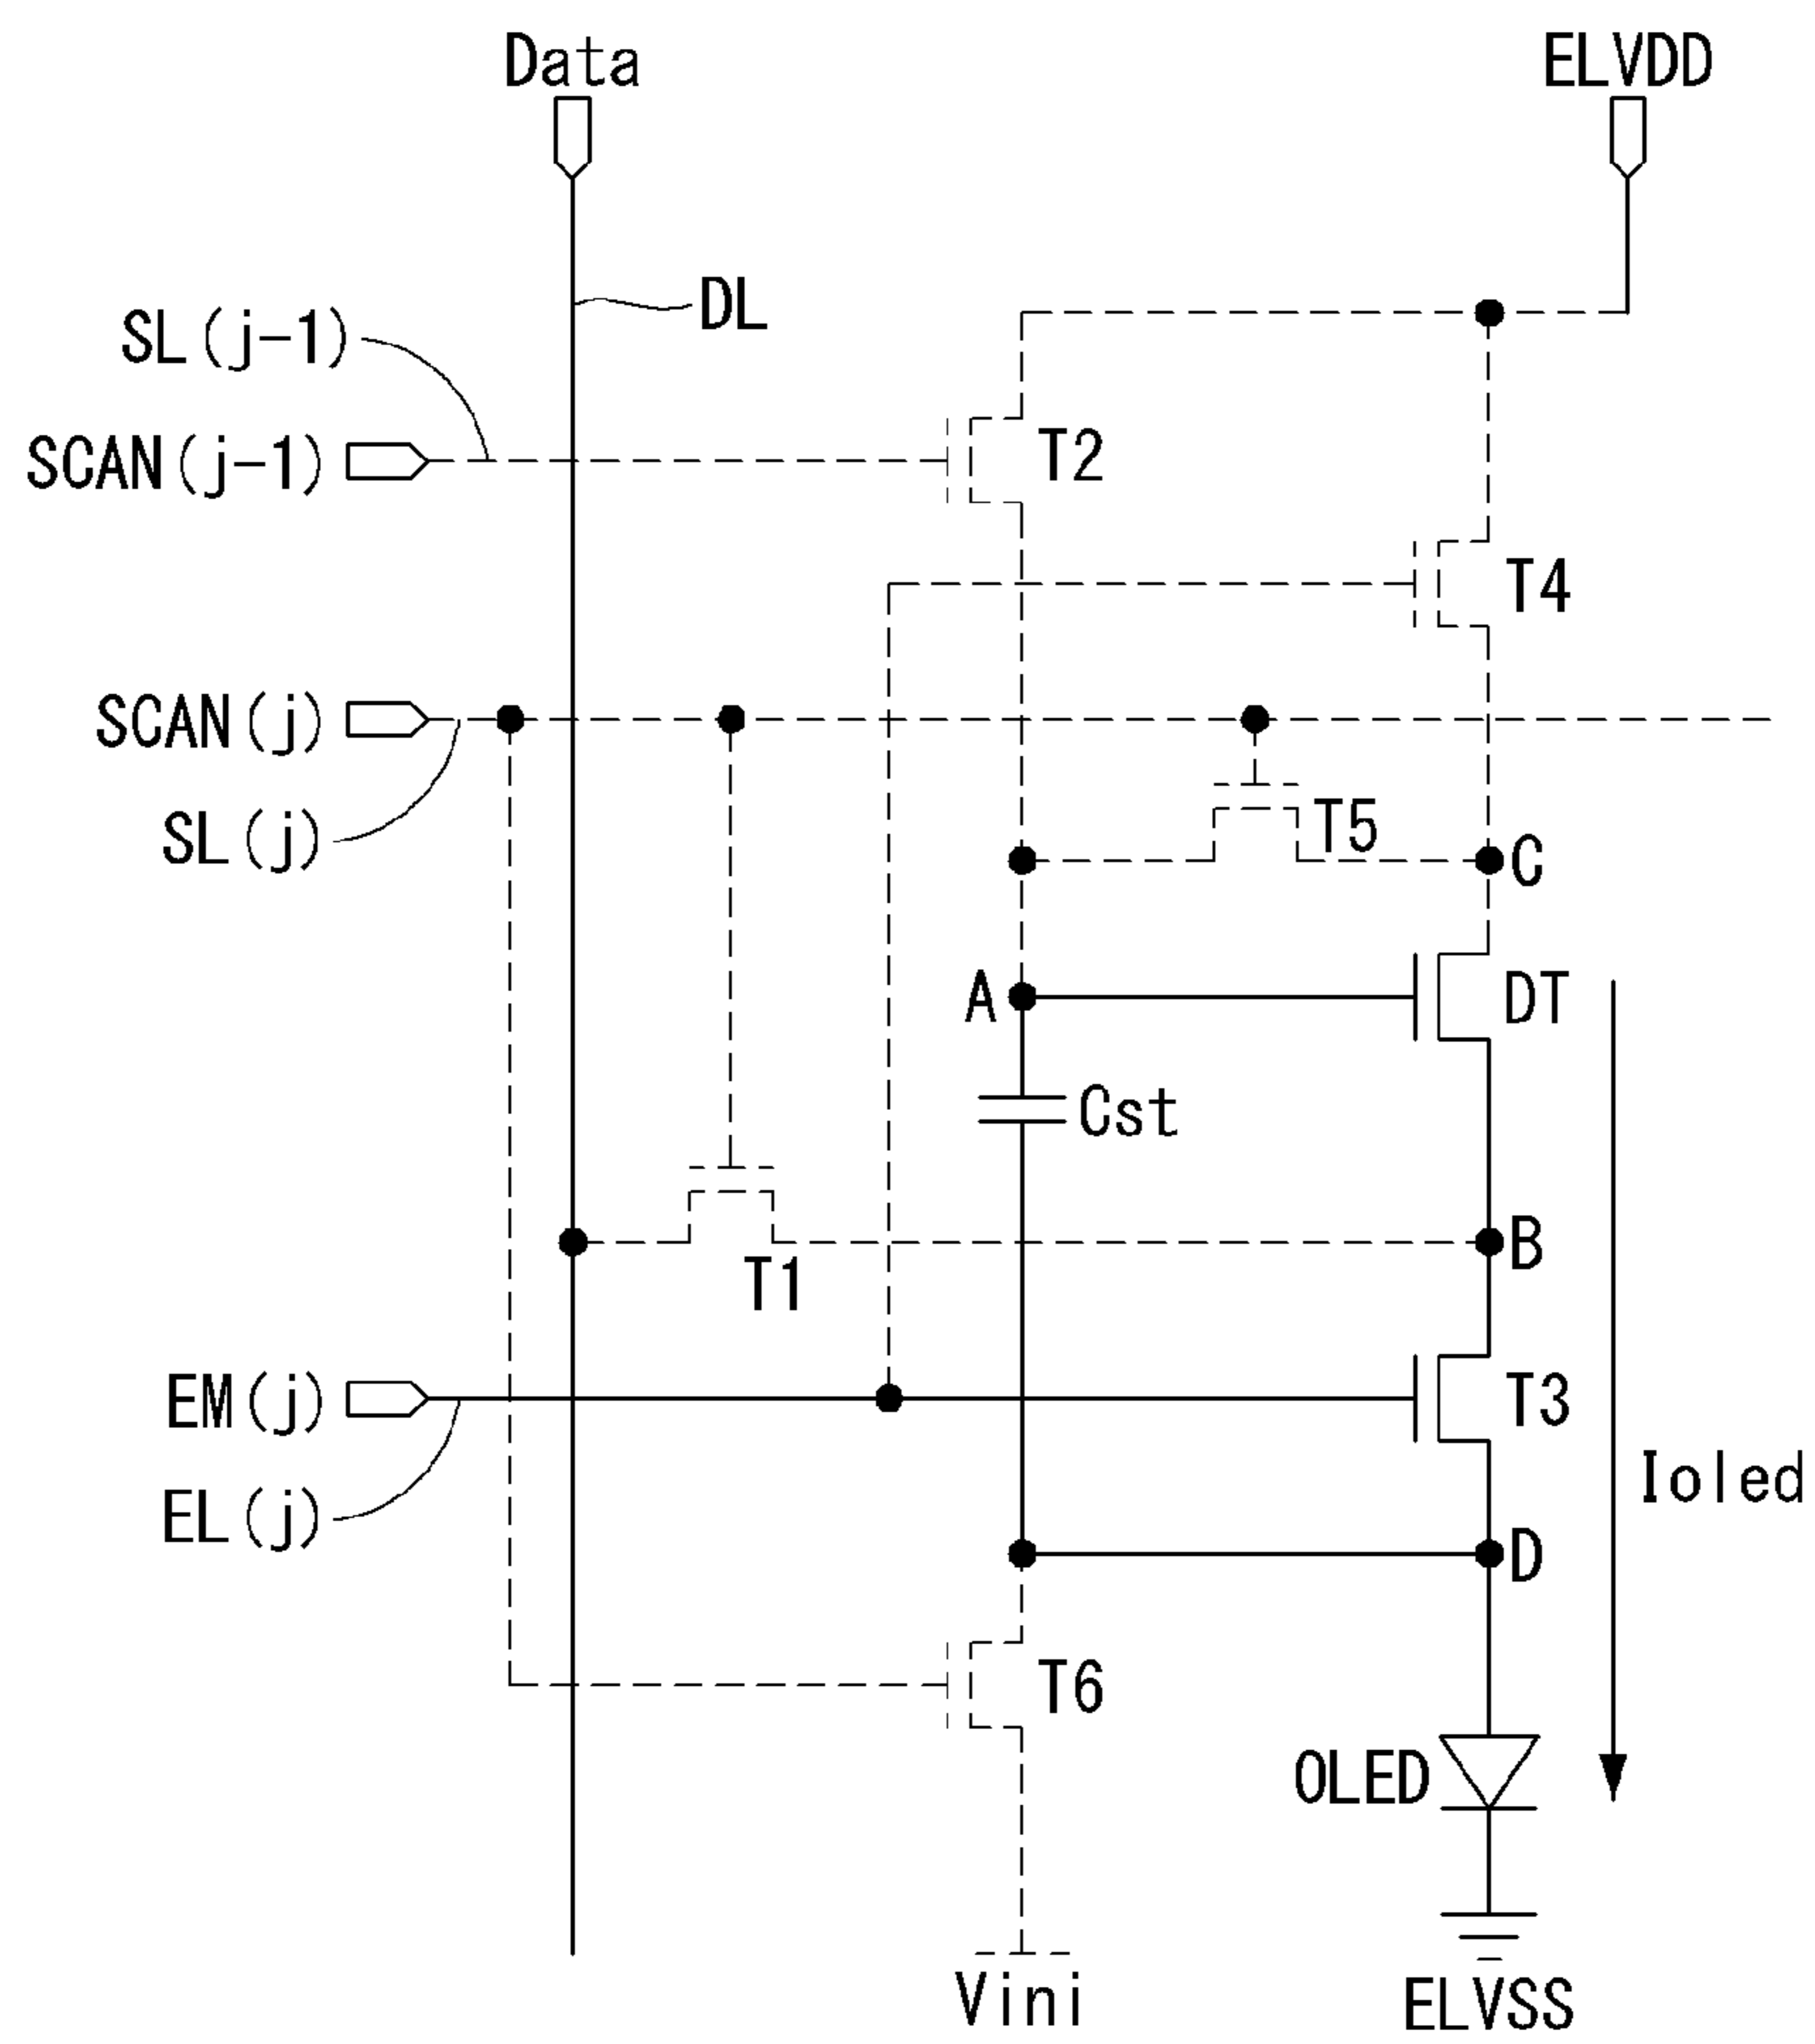 Data
ELVDD
DL
SL(j-1)
SCAN(j-1)
T2
T4
SCAN(j)
SL(j)
T5
C
A
DT
Cst
B
T1
EM(j)
T3
EL(j)
Ioled
D
T6
OLED
Vini
ELVSS